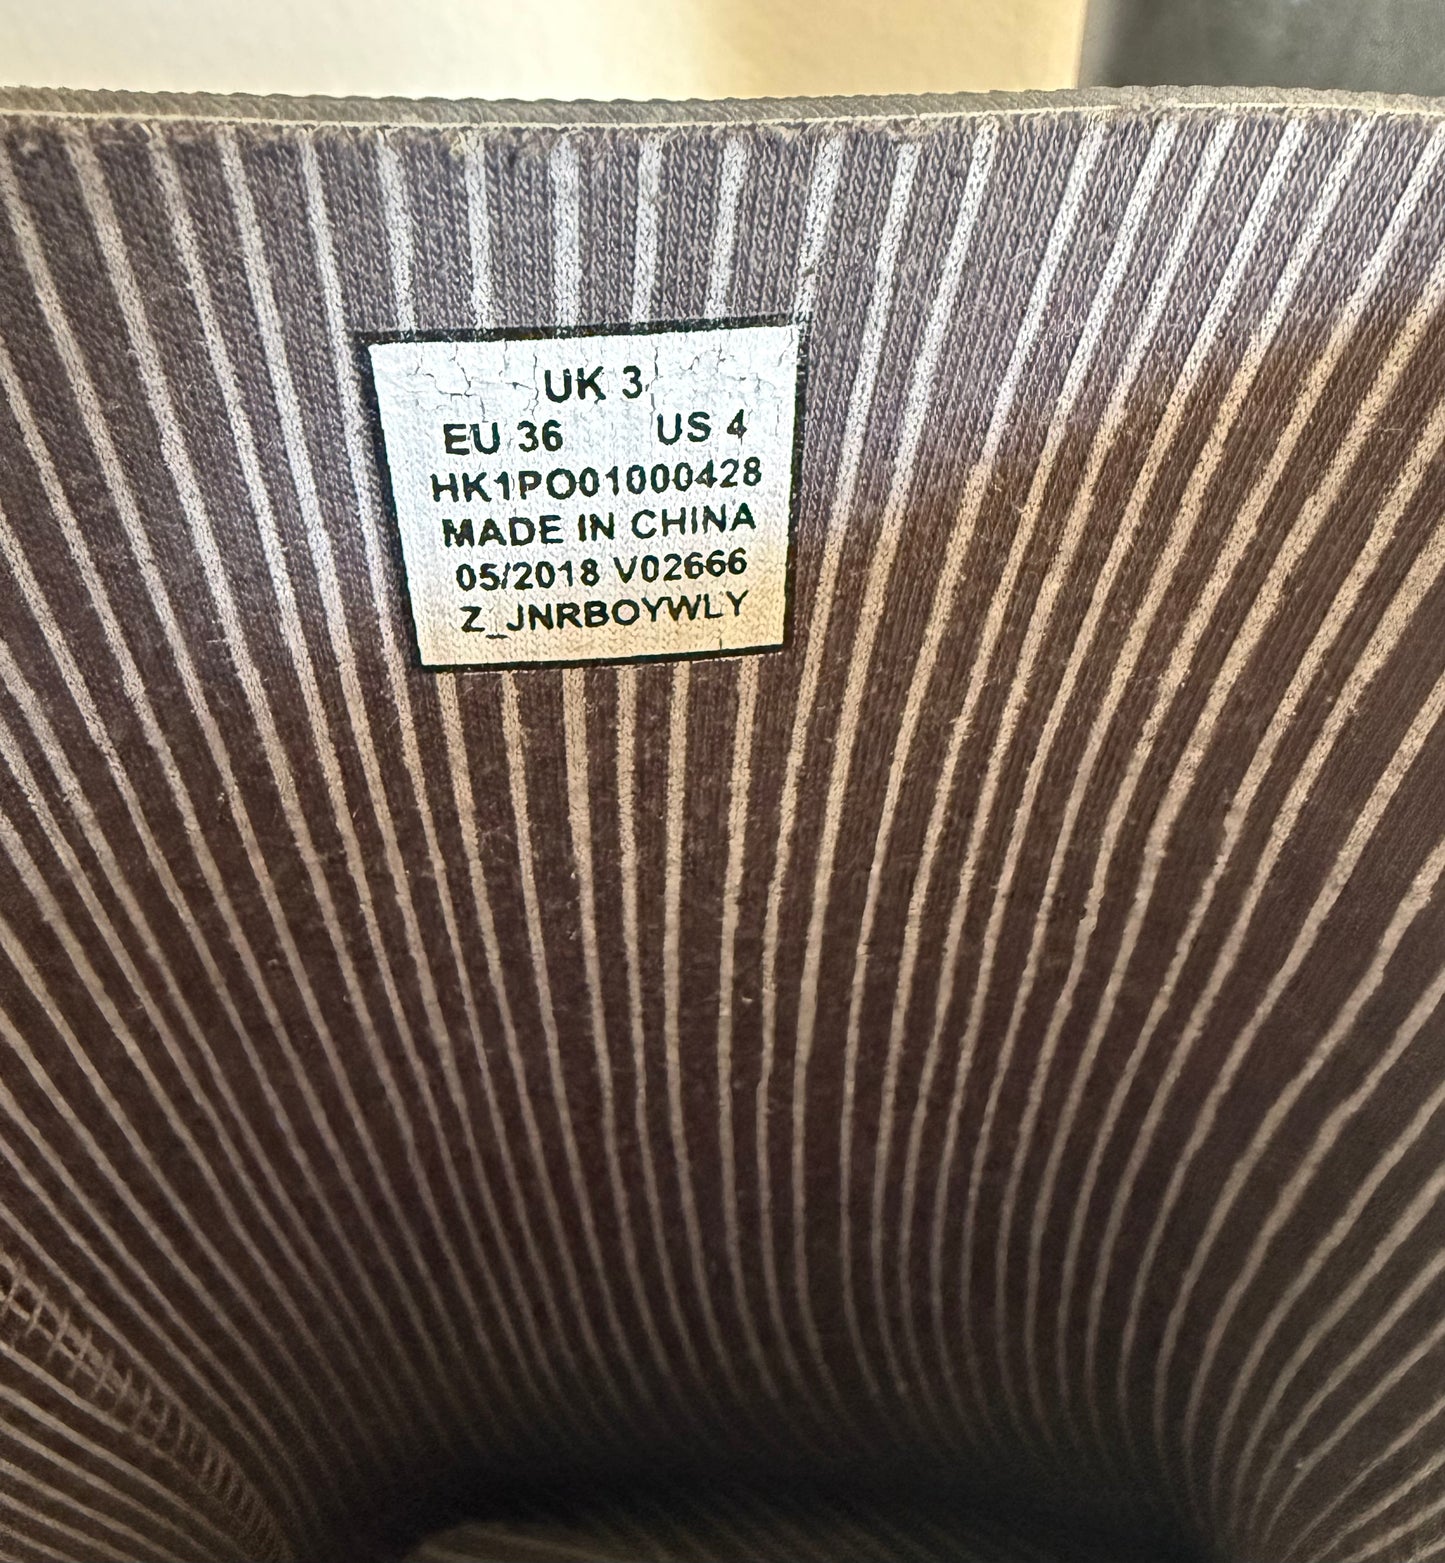 UK 3
EU 36 US 4
HK1PO01000428
MADE IN CHINA
05/2018 V02666
Z_JNRBOYWLY